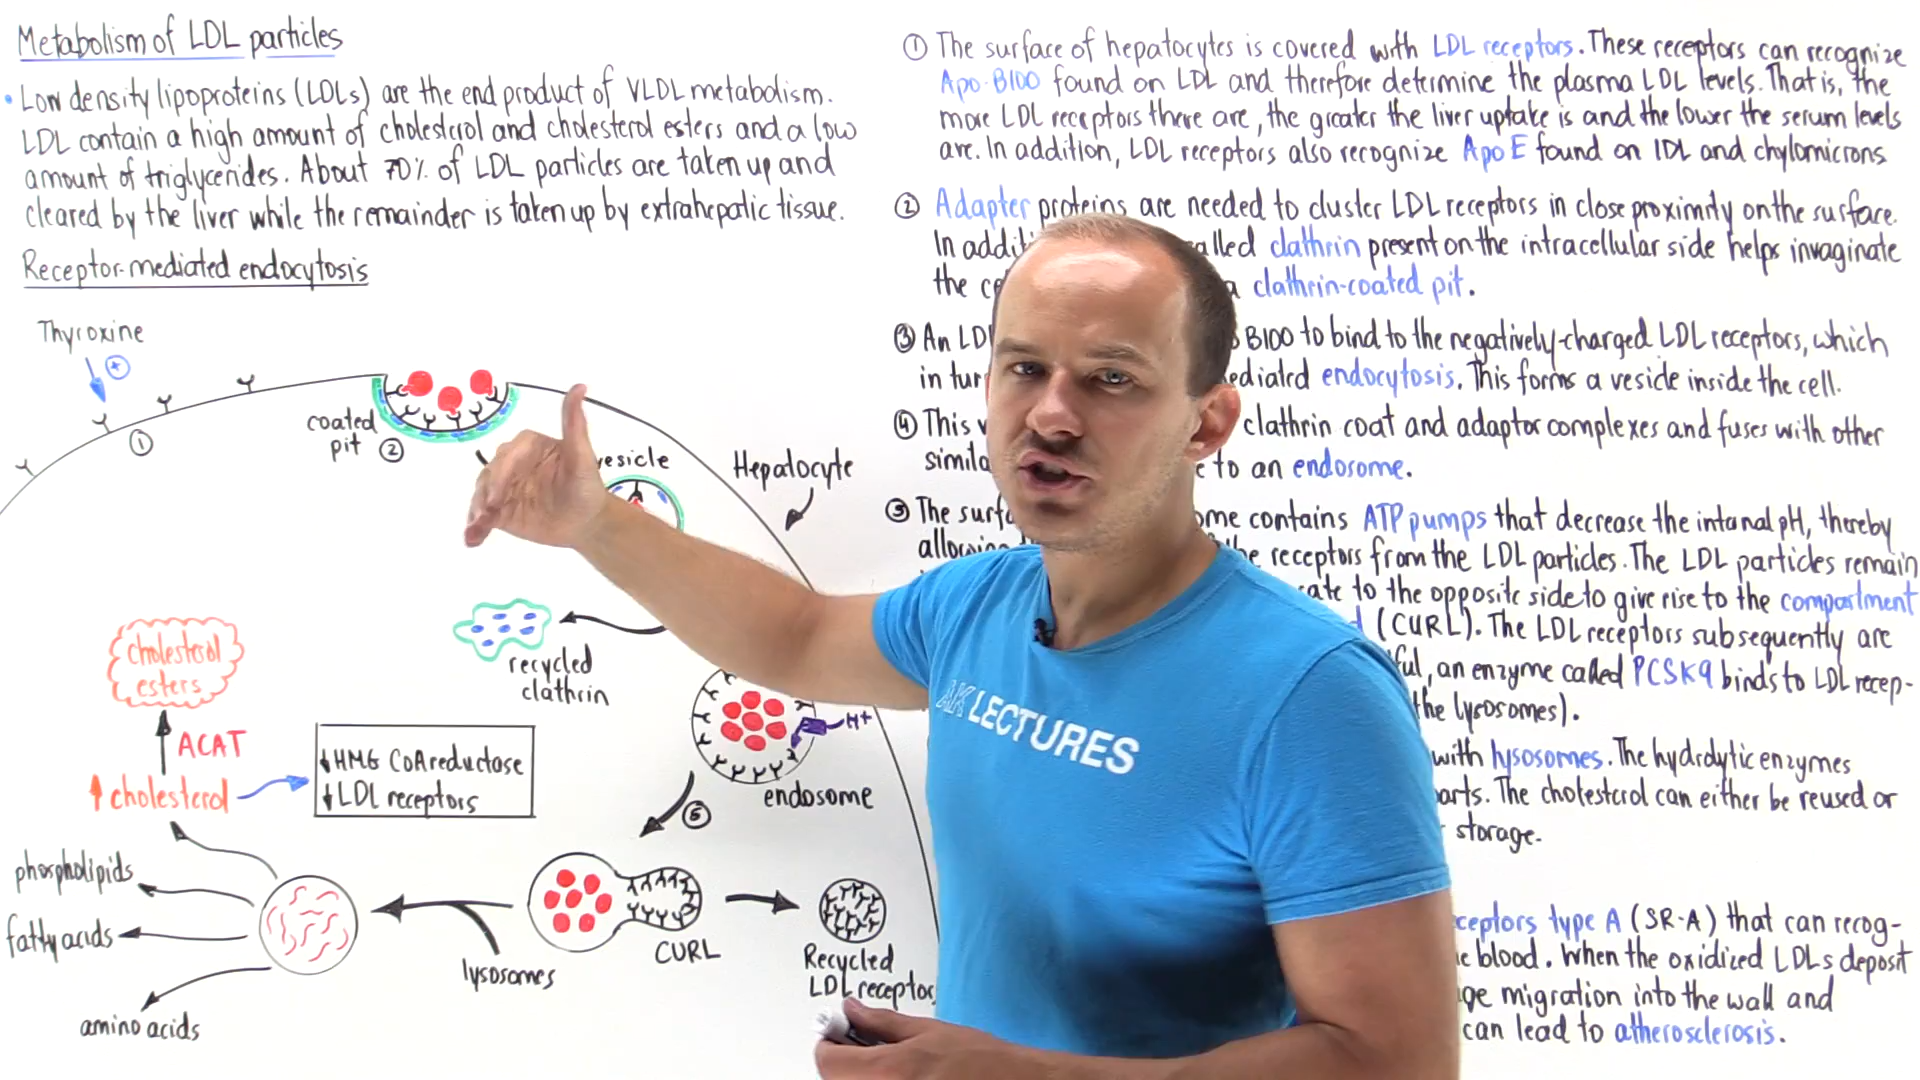 Metabolism of LDL particles
• Low density lipoproteins (LDLs) are the end product of VLDL metabolism.
LDL contain a high amount of cholesterol and cholesterol esters and a low
amount of triglycerides. About 70% of LDL particles are taken up and
cleared by the liver while the remainder is taken up by extrahepatic tissue.
Receptor-mediated endocytosis
Thyroxine
+
①
coated
pit ②
vesicle
Hepatocyte
recycled
clathrin
H+
endosome
⑤
cholesterol
esters
ACAT
↑ cholesterol
↓HMG CoA reductase
↓LDL receptors
phospholipids
fatty acids
amino acids
lysosomes
CURL
Recycled
LDL receptors
① The surface of hepatocytes is covered with LDL receptors. These receptors can recognize
Apo-B100 found on LDL and therefore determine the plasma LDL levels. That is, the
more LDL receptors there are, the greater the liver uptake is and the lower the serum levels
are. In addition, LDL receptors also recognize Apo E found on IDL and chylomicrons
② Adapter proteins are needed to cluster LDL receptors in close proximity on the surface.
In addi called clathrin present on the intracellular side helps invaginate
the ce a clathrin-coated pit.
③ An LD B100 to bind to the negatively-charged LDL receptors, which
in tur ediated endocytosis. This forms a vesicle inside the cell.
④ This v clathrin coat and adaptor complexes and fuses with other
simila e to an endosome.
⑤ The surfa ome contains ATP pumps that decrease the intanal pH, thereby
allowing the receptors from the LDL particles. The LDL particles remain
ate to the opposite side to give rise to the compartment
d (CURL). The LDL receptors subsequently are
ful, an enzyme called PCSK9 binds to LDL recep-
the lysosomes).
with lysosomes. The hydrolytic enzymes
arts. The cholesterol can either be reused or
storage.
ceptors type A (SR-A) that can recog-
e blood. When the oxidized LDLs deposit
ge migration into the wall and
can lead to atherosclerosis.
AK LECTURES